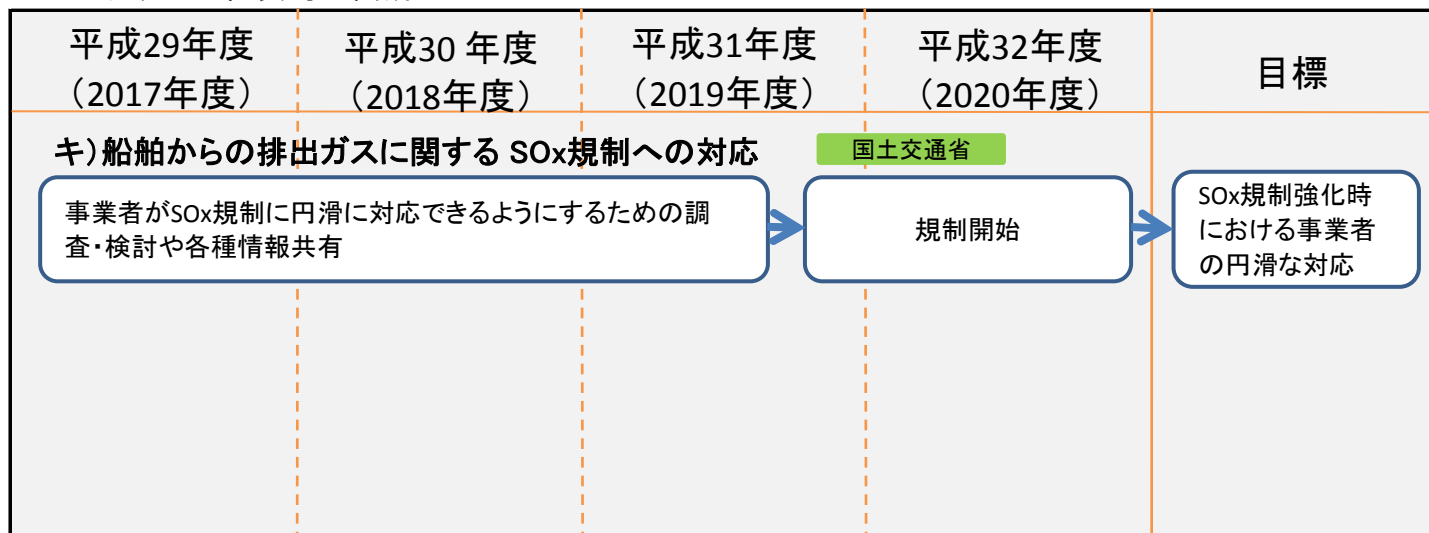 平成29年度
（2017年度）
平成30 年度
（2018年度）
平成31年度
（2019年度）
平成32年度
（2020年度）
目標
キ）船舶からの排出ガスに関する SOx規制への対応
国土交通省
事業者がSOx規制に円滑に対応できるようにするための調
査・検討や各種情報共有
規制開始
SOx規制強化時
における事業者
の円滑な対応